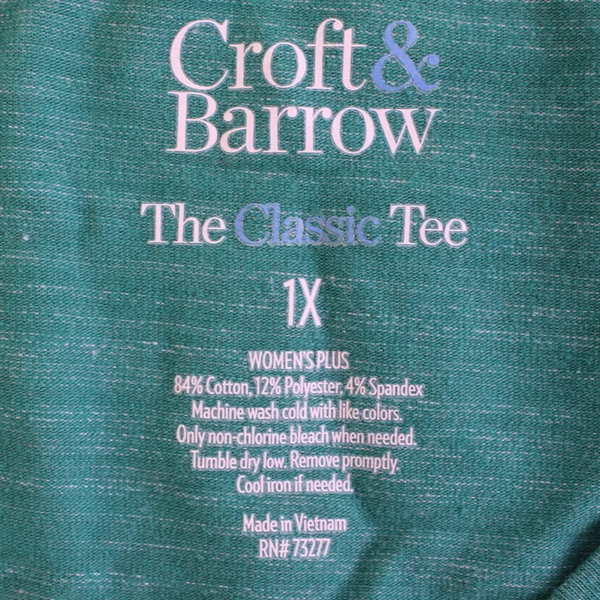 Croft &
Barrow
The Classic Tee
1X
WOMEN'S PLUS
84% Cotton, 12% Polyester, 4% Spandex
Machine wash cold with like colors.
Only non-chlorine bleach when needed.
Tumble dry low. Remove promptly.
Cool iron if needed.
Made in Vietnam
RN# 73277